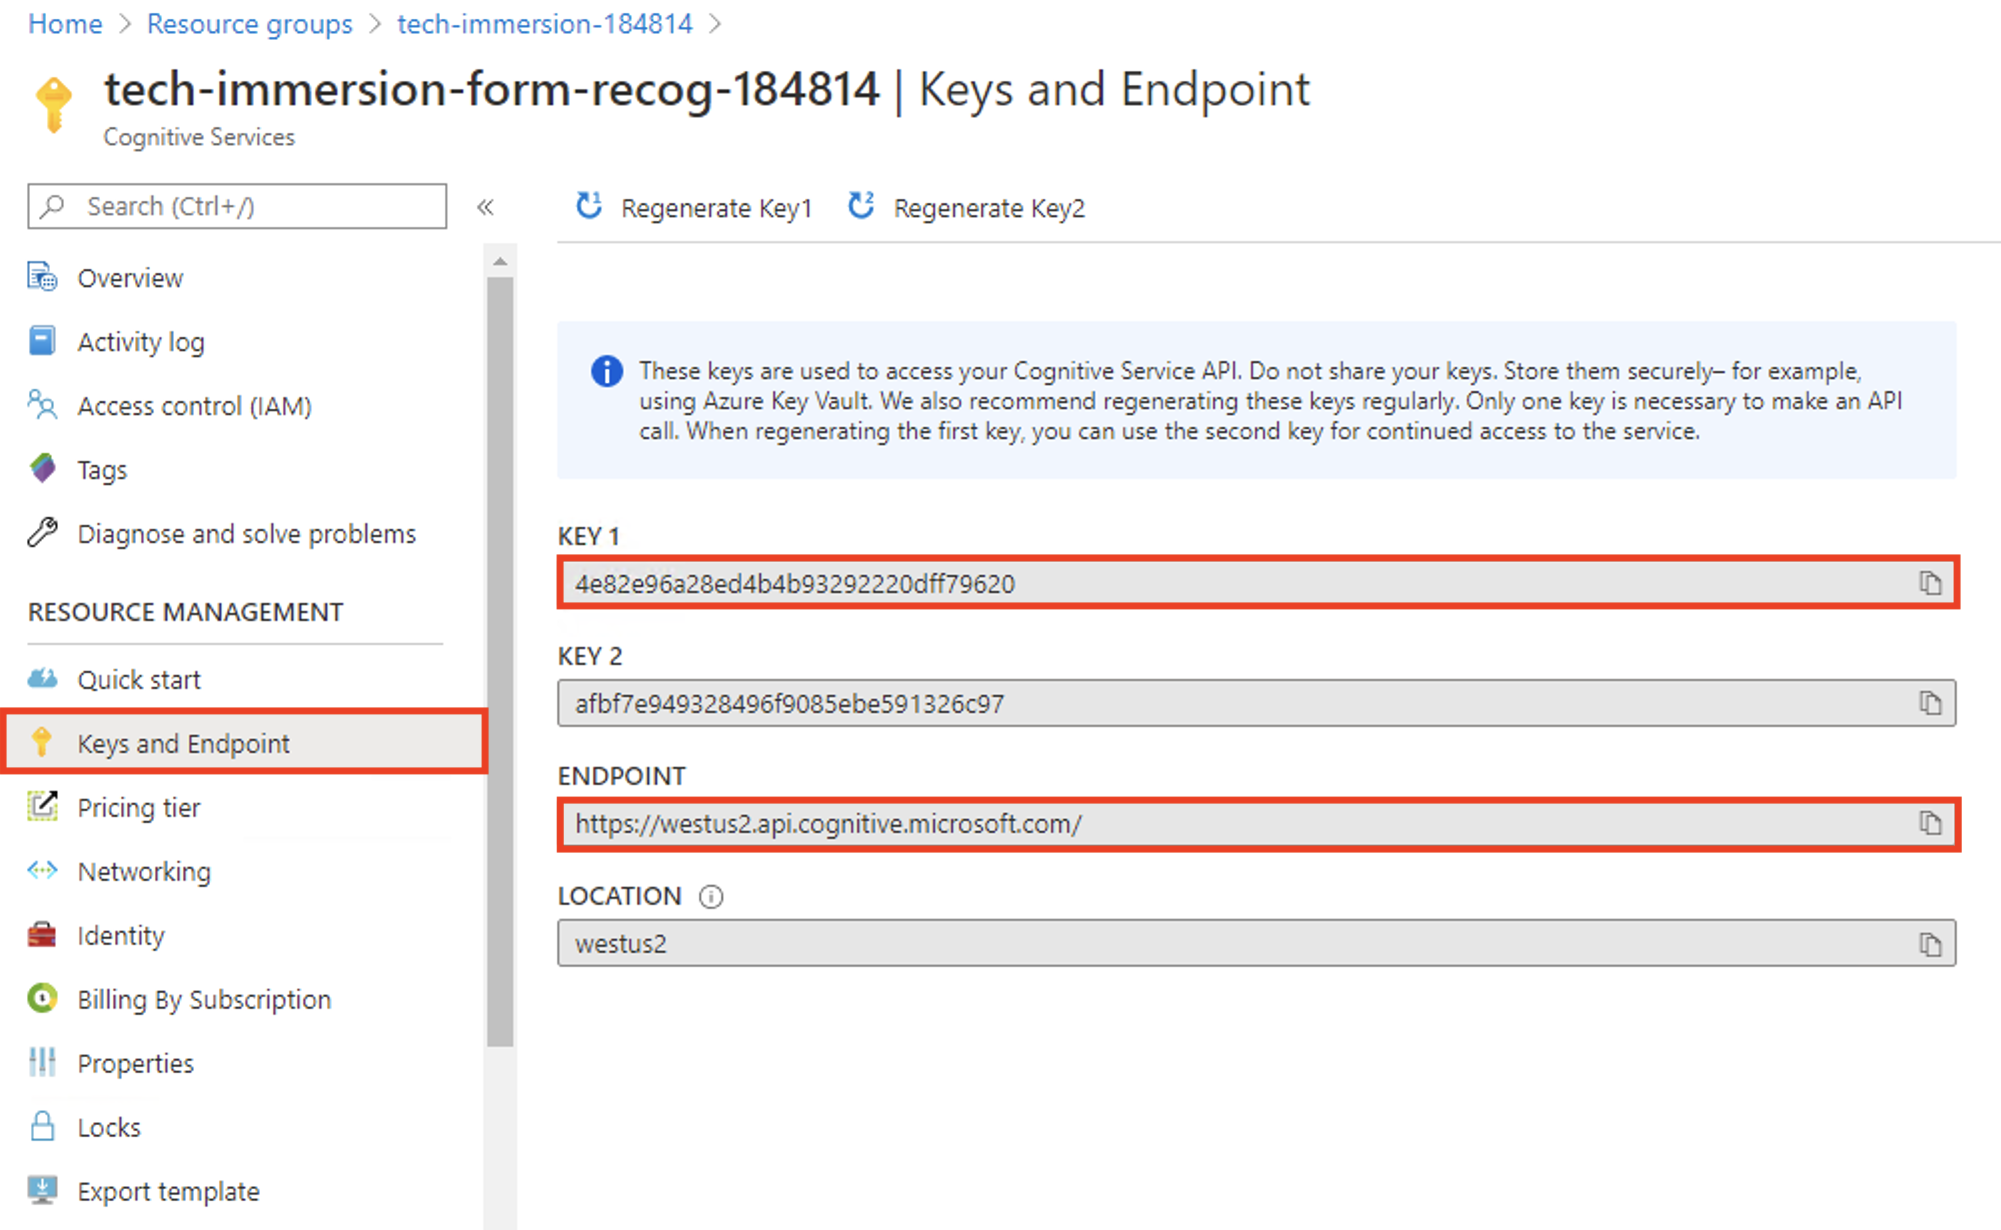 Home > Resource groups > tech-immersion-184814 >
tech-immersion-form-recog-184814 | Keys and Endpoint
Cognitive Services
Search (Ctrl+/)
«
Overview
Activity log
Access control (IAM)
Tags
Diagnose and solve problems
RESOURCE MANAGEMENT
Quick start
Keys and Endpoint
Pricing tier
Networking
Identity
Billing By Subscription
Properties
Locks
Export template
Regenerate Key1
Regenerate Key2
These keys are used to access your Cognitive Service API. Do not share your keys. Store them securely– for example,
using Azure Key Vault. We also recommend regenerating these keys regularly. Only one key is necessary to make an API
call. When regenerating the first key, you can use the second key for continued access to the service.
KEY 1
4e82e96a28ed4b4b93292220dff79620
KEY 2
afbf7e949328496f9085ebe591326c97
ENDPOINT
https://westus2.api.cognitive.microsoft.com/
LOCATION
westus2